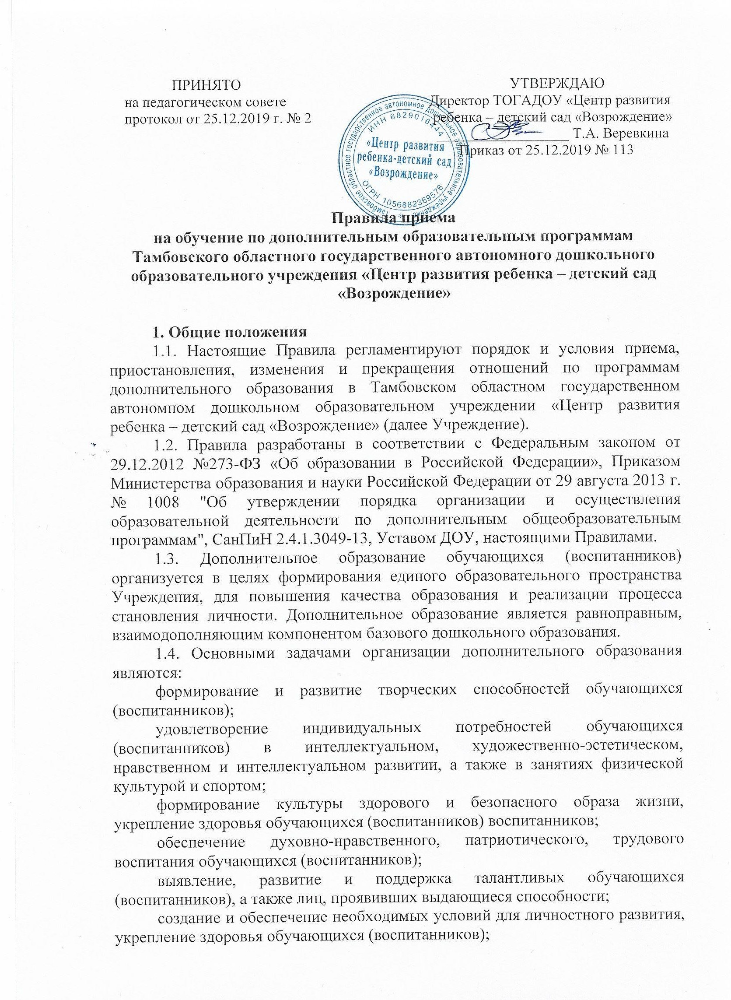 ПРИНЯТО
на педагогическом совете
протокол от 25.12.2019 г. № 2
УТВЕРЖДАЮ
Директор ТОГАДОУ «Центр развития
ребенка – детский сад «Возрождение»
Т.А. Веревкина
Приказ от 25.12.2019 № 113
Тамбовское областное государственное автономное дошкольное образовательное учреждение
ИНН 6829016444
«Центр развития
ребенка-детский сад
«Возрождение»
ОГРН 1056882369576
Правила приема
на обучение по дополнительным образовательным программам
Тамбовского областного государственного автономного дошкольного
образовательного учреждения «Центр развития ребенка – детский сад
«Возрождение»
1. Общие положения
1.1. Настоящие Правила регламентируют порядок и условия приема,
приостановления, изменения и прекращения отношений по программам
дополнительного образования в Тамбовском областном государственном
автономном дошкольном образовательном учреждении «Центр развития
ребенка – детский сад «Возрождение» (далее Учреждение).
1.2. Правила разработаны в соответствии с Федеральным законом от
29.12.2012 №273-ФЗ «Об образовании в Российской Федерации», Приказом
Министерства образования и науки Российской Федерации от 29 августа 2013 г.
№ 1008 "Об утверждении порядка организации и осуществления
образовательной деятельности по дополнительным общеобразовательным
программам", СанПиН 2.4.1.3049-13, Уставом ДОУ, настоящими Правилами.
1.3. Дополнительное образование обучающихся (воспитанников)
организуется в целях формирования единого образовательного пространства
Учреждения, для повышения качества образования и реализации процесса
становления личности. Дополнительное образование является равноправным,
взаимодополняющим компонентом базового дошкольного образования.
1.4. Основными задачами организации дополнительного образования
являются:
формирование и развитие творческих способностей обучающихся
(воспитанников);
удовлетворение индивидуальных потребностей обучающихся
(воспитанников) в интеллектуальном, художественно-эстетическом,
нравственном и интеллектуальном развитии, а также в занятиях физической
культурой и спортом;
формирование культуры здорового и безопасного образа жизни,
укрепление здоровья обучающихся (воспитанников) воспитанников;
обеспечение духовно-нравственного, патриотического, трудового
воспитания обучающихся (воспитанников);
выявление, развитие и поддержка талантливых обучающихся
(воспитанников), а также лиц, проявивших выдающиеся способности;
создание и обеспечение необходимых условий для личностного развития,
укрепление здоровья обучающихся (воспитанников);